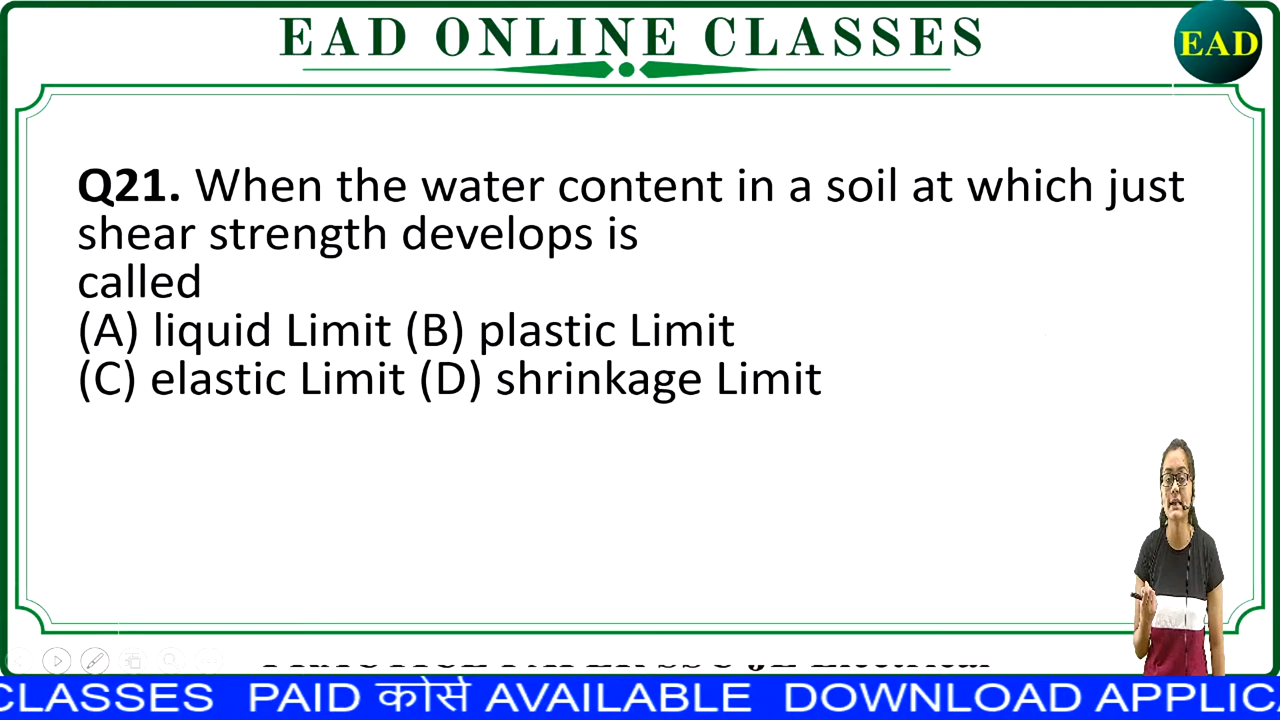 EAD ONLINE CLASSES
EAD
Q21. When the water content in a soil at which just
shear strength develops is
called
(A) liquid Limit (B) plastic Limit
(C) elastic Limit (D) shrinkage Limit
CLASSES PAID कोर्स AVAILABLE DOWNLOAD APPLICA